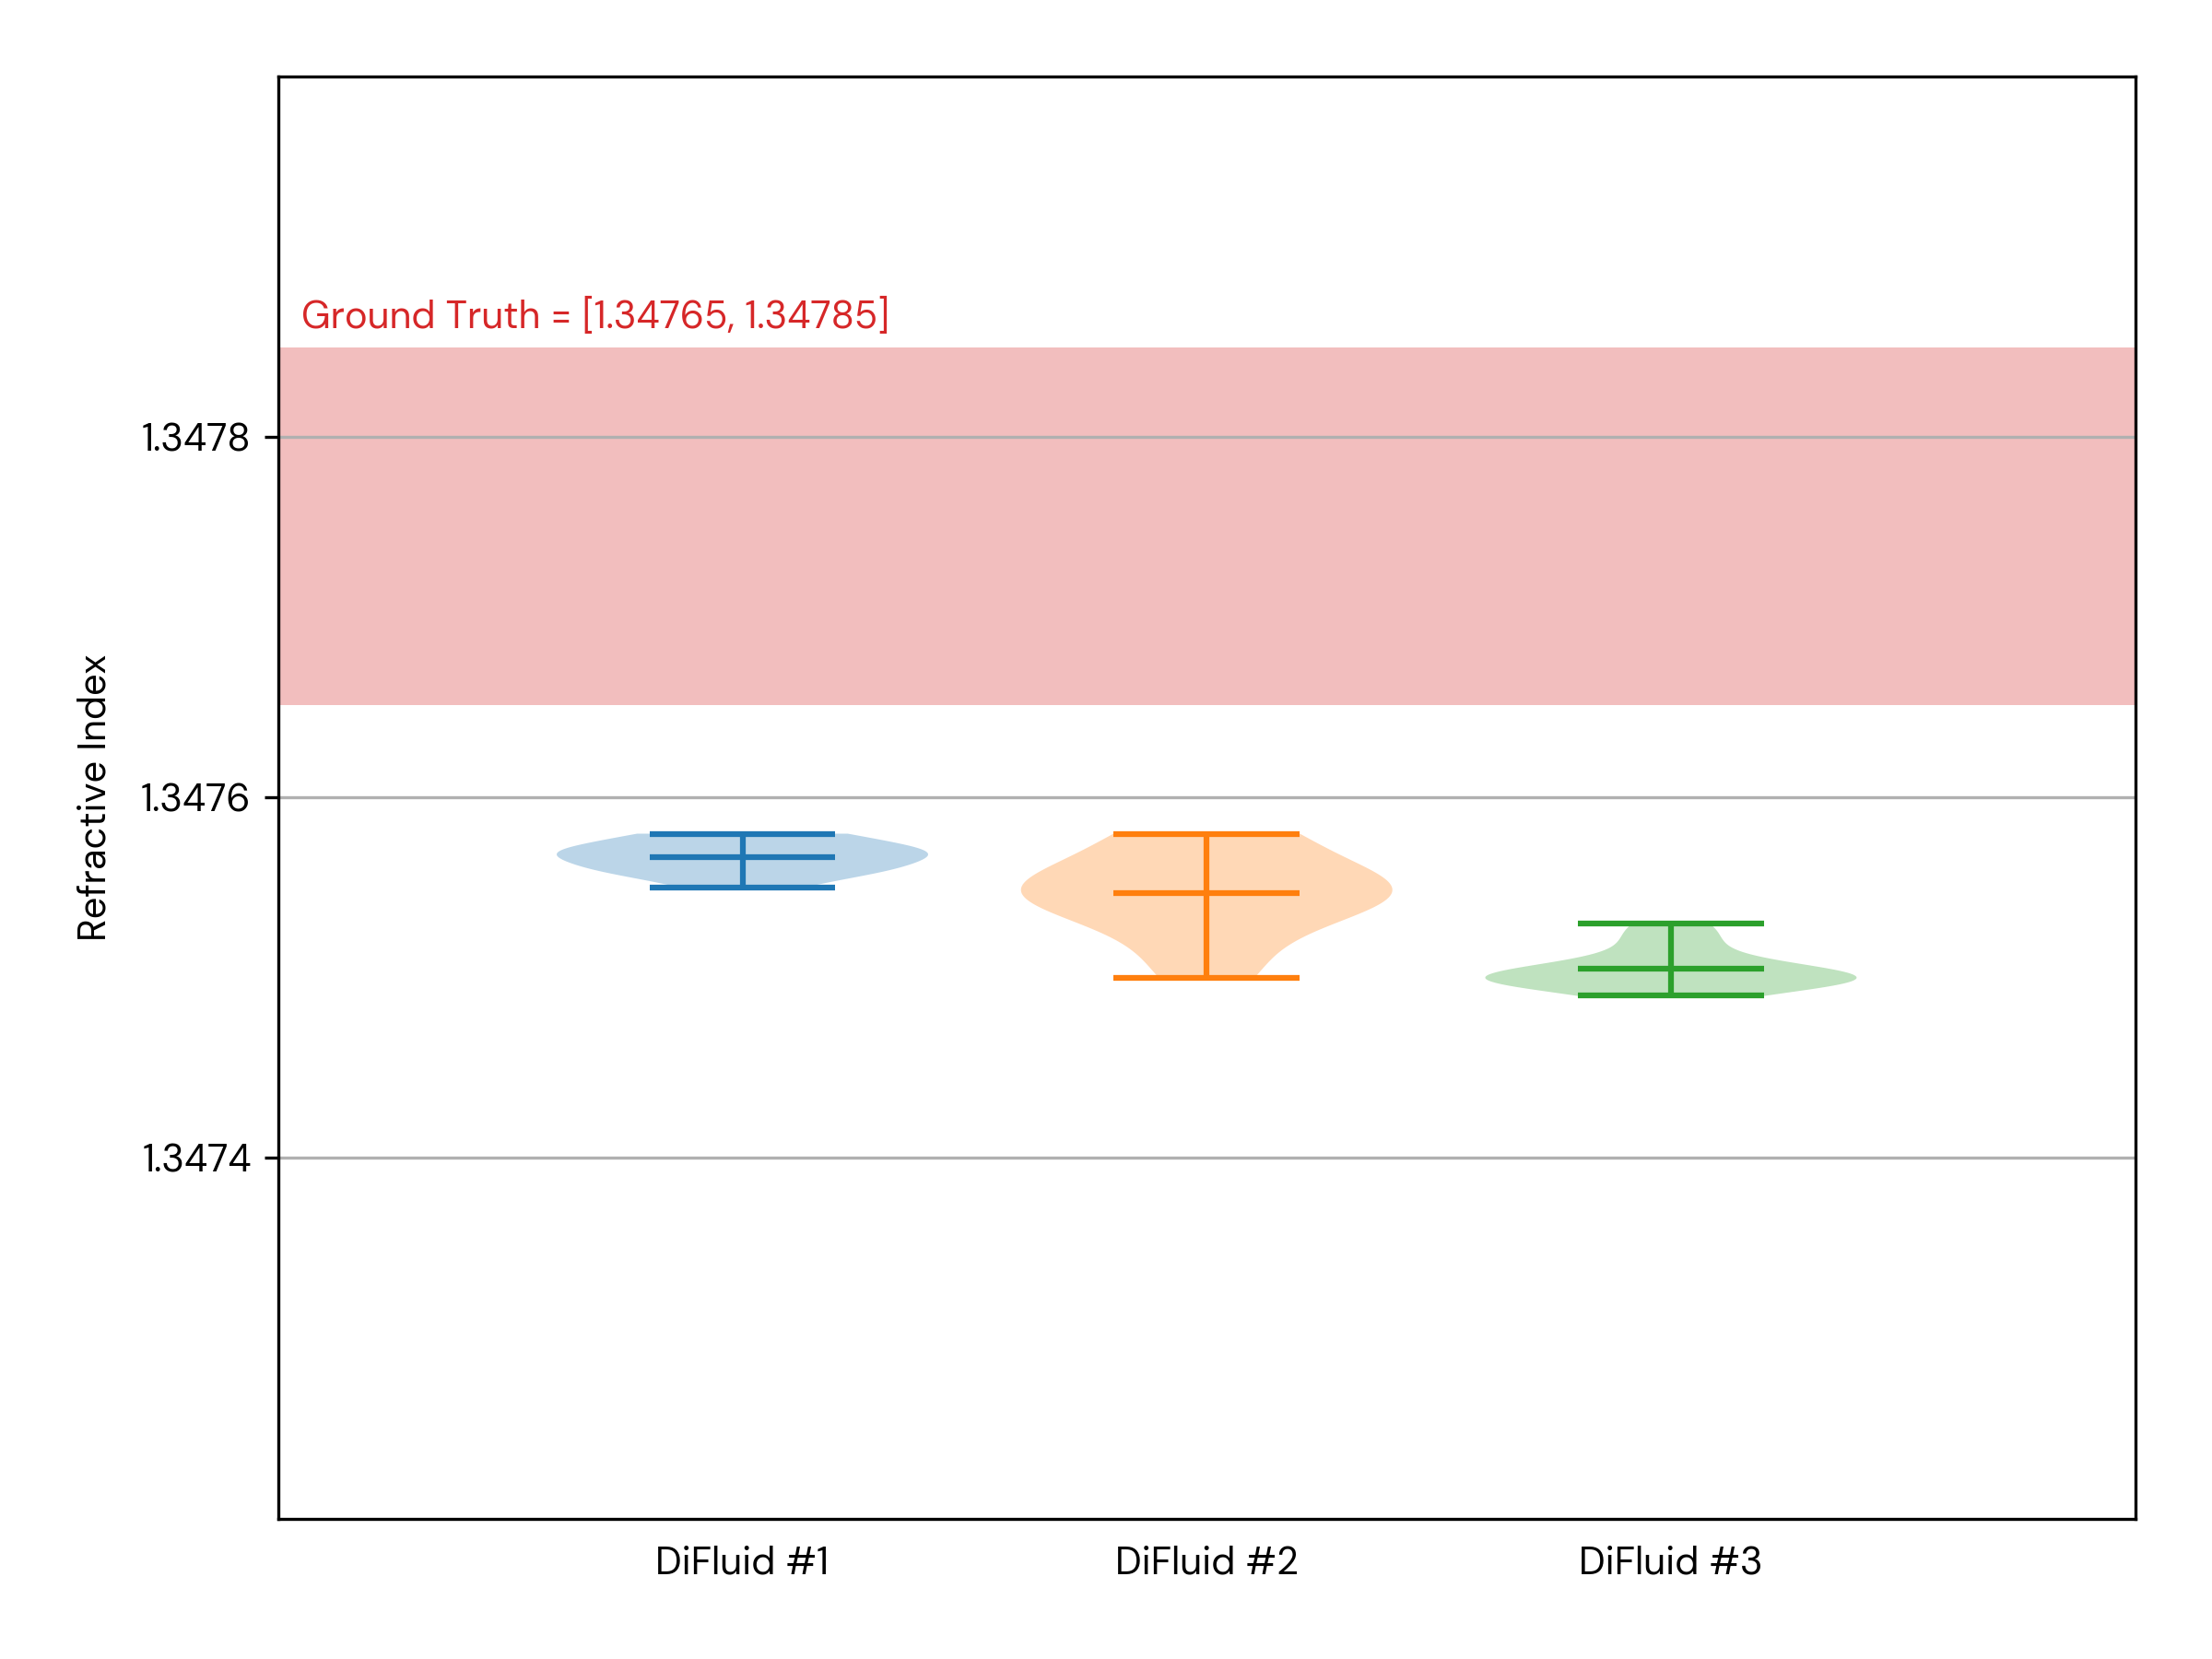 Ground Truth = [1.34765, 1.34785]
1.3478
1.3476
1.3474
Refractive Index
DiFluid #1
DiFluid #2
DiFluid #3